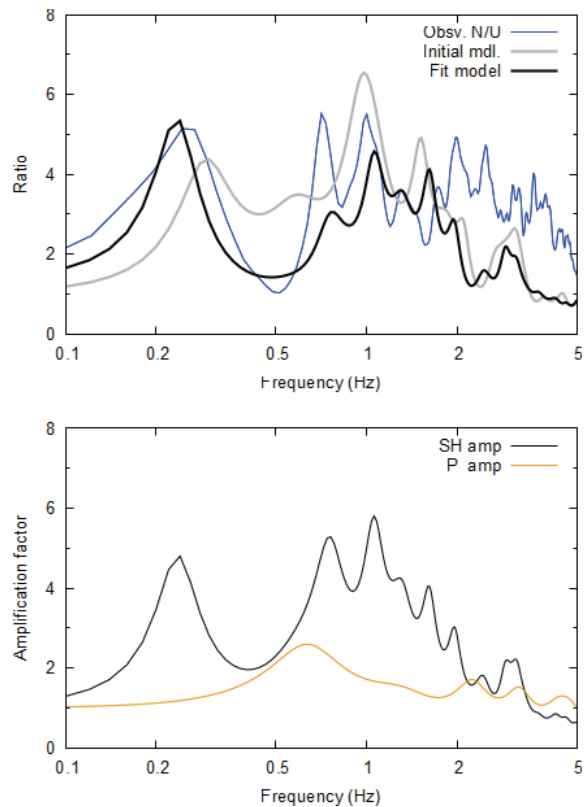 8
6
4
2
0
Ratio
Obsv. N/U
Initial mdl.
Fit model
0.1 0.2 0.5 1 2 5
Frequency (Hz)
8
6
4
2
0
Amplification factor
SH amp
P amp
0.1 0.2 0.5 1 2 5
Frequency (Hz)